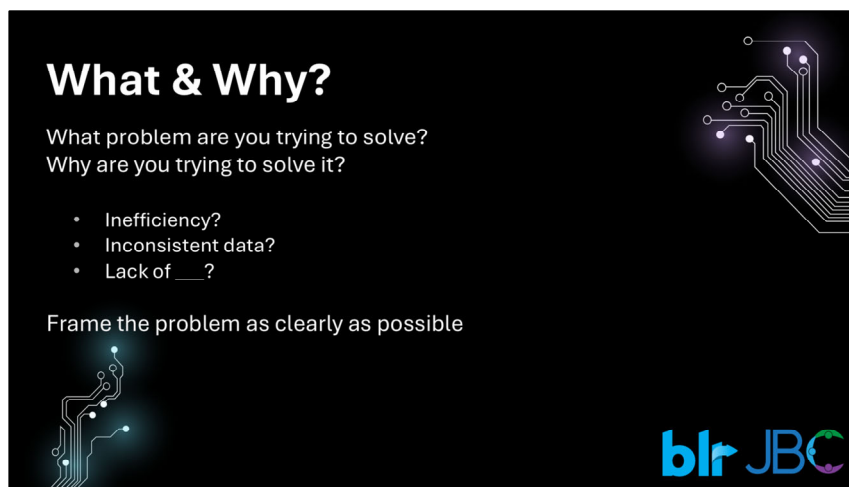 What & Why?
What problem are you trying to solve?
Why are you trying to solve it?
• Inefficiency?
• Inconsistent data?
• Lack of ___?
Frame the problem as clearly as possible
blr JBC